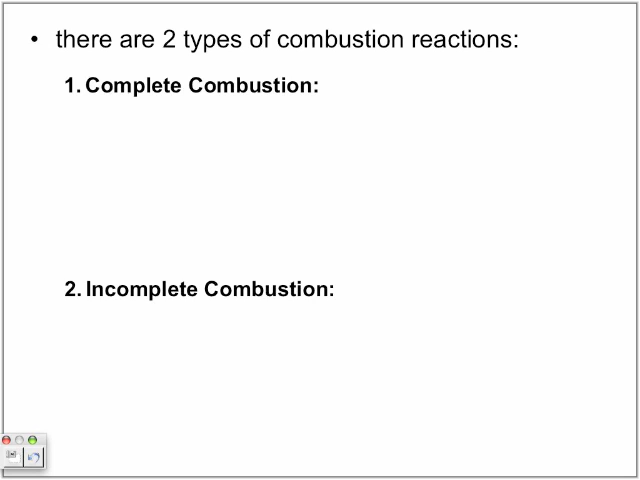 • there are 2 types of combustion reactions:
1. Complete Combustion:
2. Incomplete Combustion: